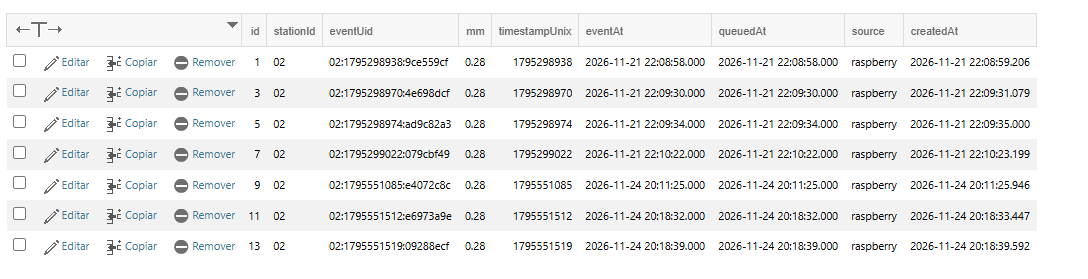 ←T→ id stationId eventUid mm timestampUnix eventAt queuedAt source createdAt
Editar Copiar Remover 1 02 02:1795298938:9ce559cf 0.28 1795298938 2026-11-21 22:08:58.000 2026-11-21 22:08:58.000 raspberry 2026-11-21 22:08:59.206
Editar Copiar Remover 3 02 02:1795298970:4e698dcf 0.28 1795298970 2026-11-21 22:09:30.000 2026-11-21 22:09:30.000 raspberry 2026-11-21 22:09:31.079
Editar Copiar Remover 5 02 02:1795298974:ad9c82a3 0.28 1795298974 2026-11-21 22:09:34.000 2026-11-21 22:09:34.000 raspberry 2026-11-21 22:09:35.000
Editar Copiar Remover 7 02 02:1795299022:079cbf49 0.28 1795299022 2026-11-21 22:10:22.000 2026-11-21 22:10:22.000 raspberry 2026-11-21 22:10:23.199
Editar Copiar Remover 9 02 02:1795551085:e4072c8c 0.28 1795551085 2026-11-24 20:11:25.000 2026-11-24 20:11:25.000 raspberry 2026-11-24 20:11:25.946
Editar Copiar Remover 11 02 02:1795551512:e6973a9e 0.28 1795551512 2026-11-24 20:18:32.000 2026-11-24 20:18:32.000 raspberry 2026-11-24 20:18:33.447
Editar Copiar Remover 13 02 02:1795551519:09288ecf 0.28 1795551519 2026-11-24 20:18:39.000 2026-11-24 20:18:39.000 raspberry 2026-11-24 20:18:39.592